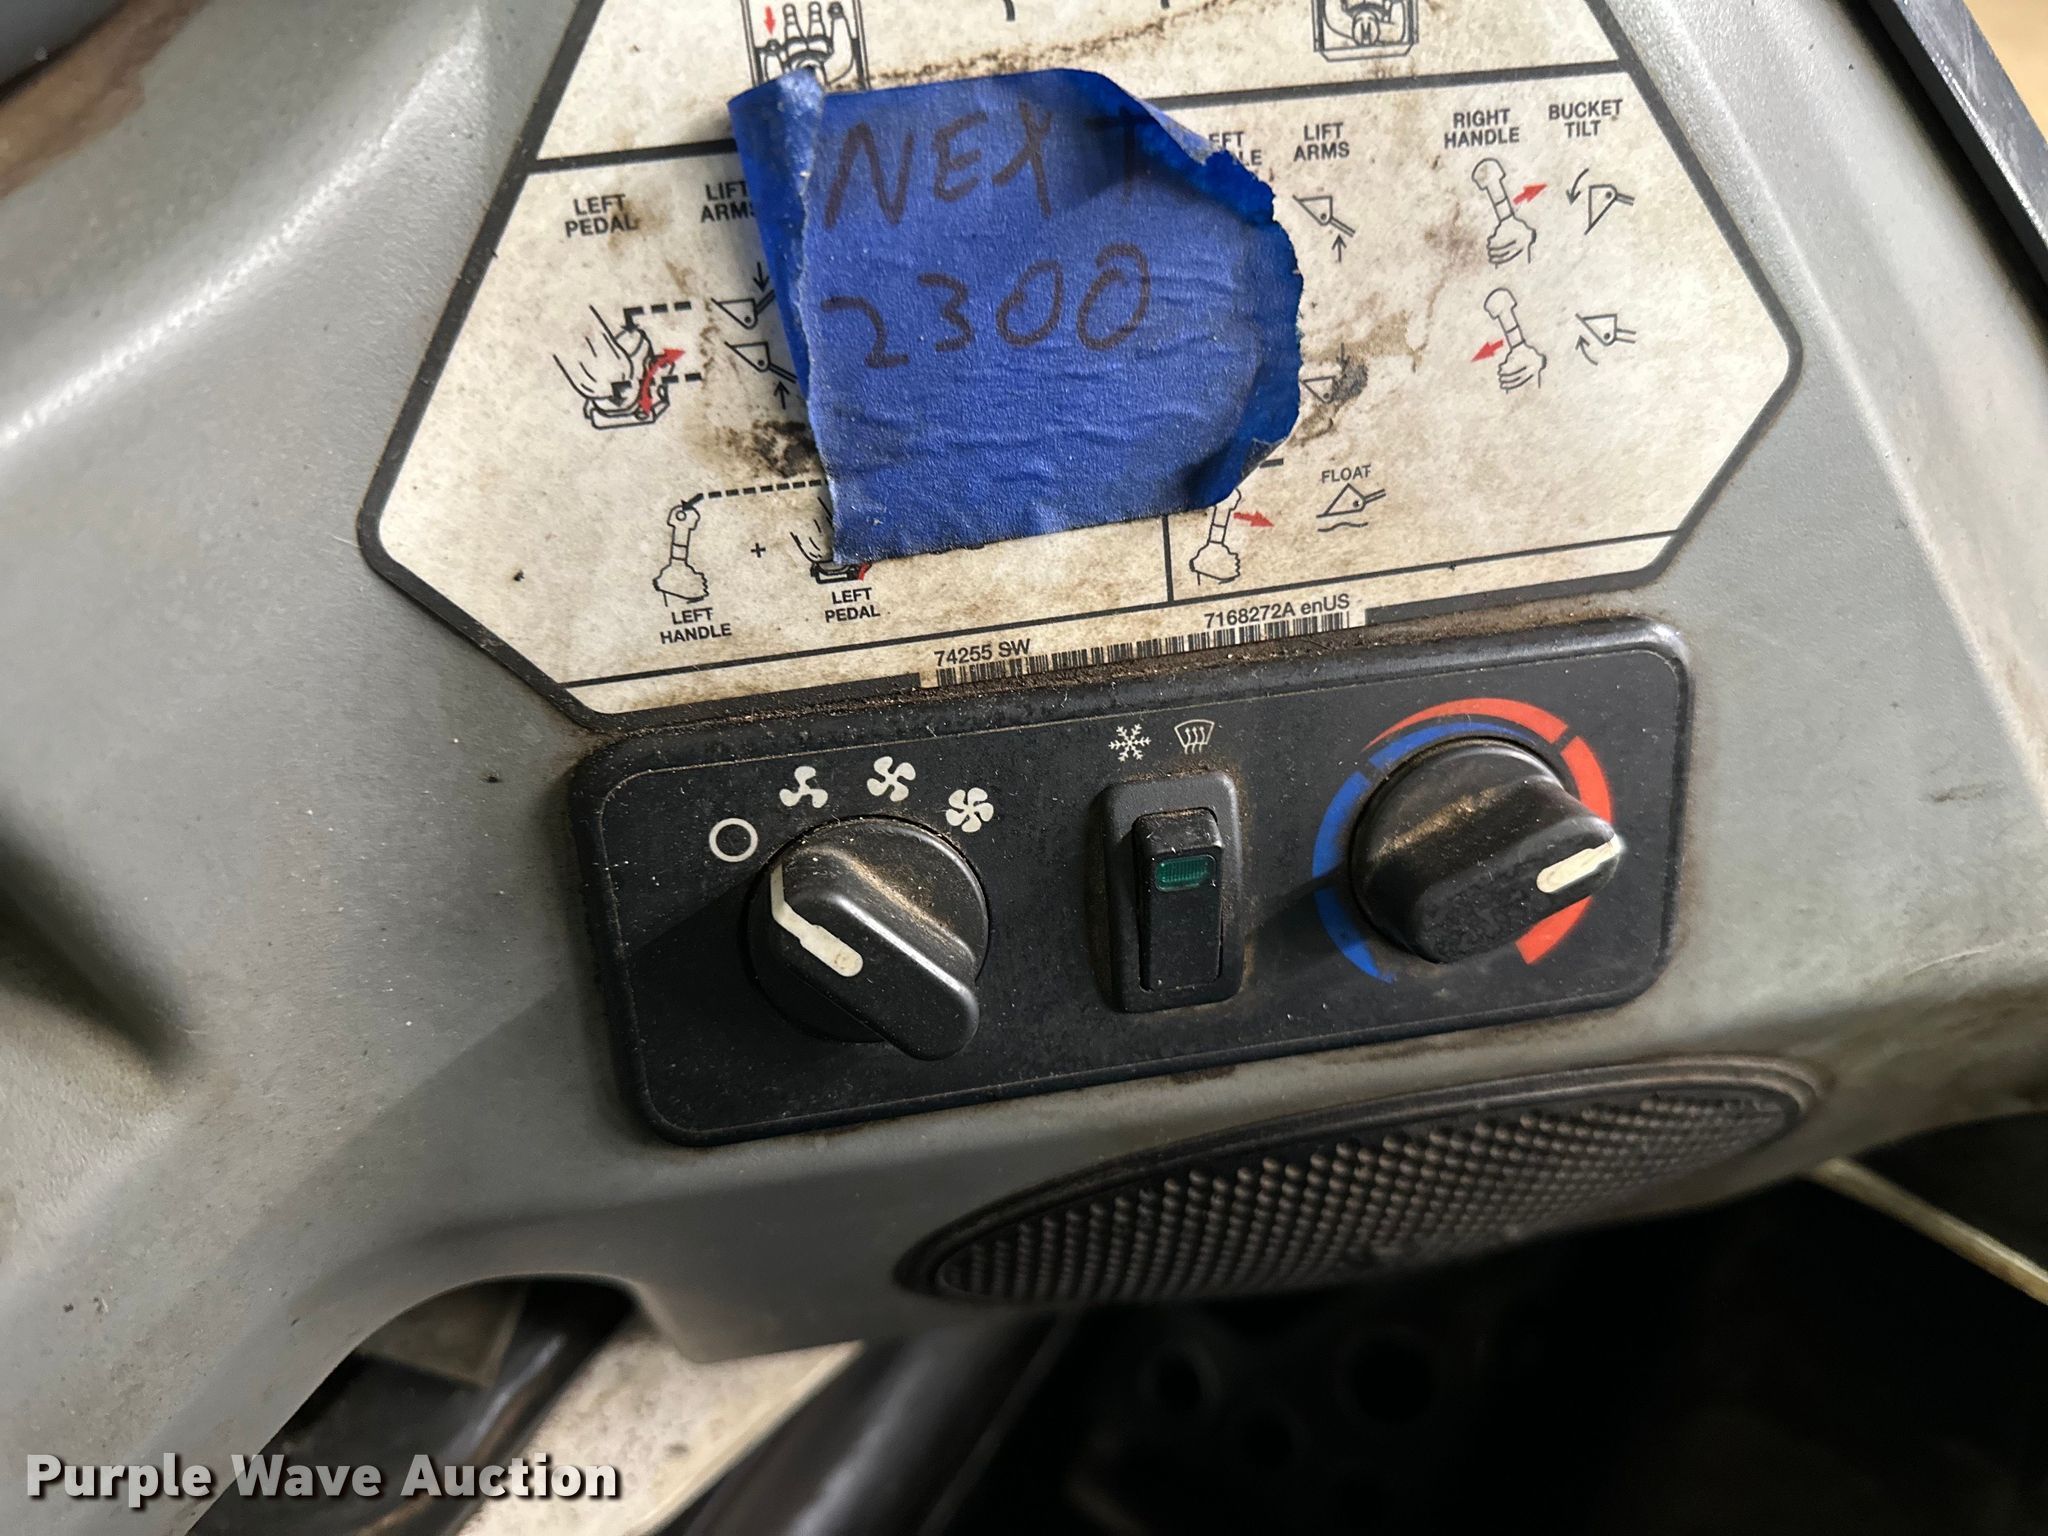 M
NEXT
2300
LEFT
PEDAL
LIFT
ARMS
LIFT
ARMS
RIGHT
HANDLE
BUCKET
TILT
FLOAT
+
LEFT
HANDLE
LEFT
PEDAL
74255 SW
7168272A enUS
Purple Wave Auction